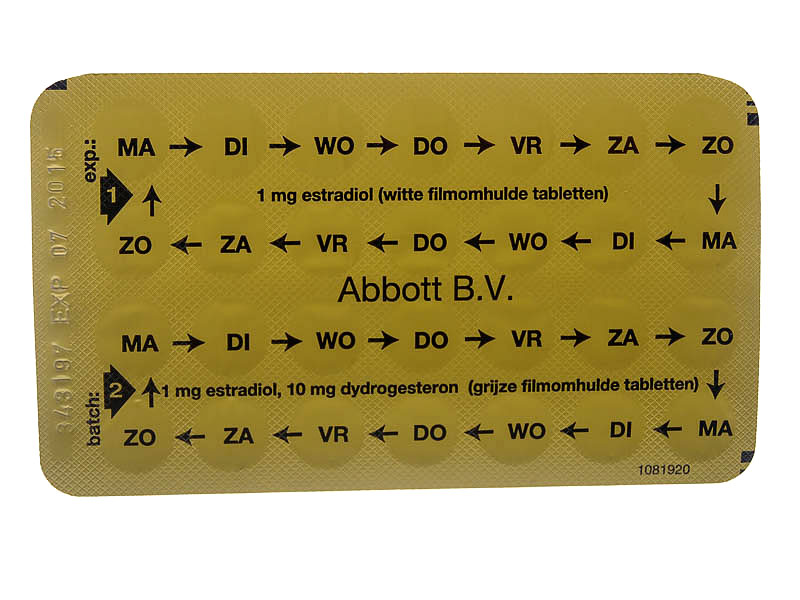 exp.:
MA → DI → WO → DO → VR → ZA → ZO
1
1 mg estradiol (witte filmomhulde tabletten)
ZO ← ZA ← VR ← DO ← WO ← DI ← MA
Abbott B.V.
MA → DI → WO → DO → VR → ZA → ZO
2
1 mg estradiol, 10 mg dydrogesteron (grijze filmomhulde tabletten)
batch:
ZO ← ZA ← VR ← DO ← WO ← DI ← MA
1081920
EXP 07 2015